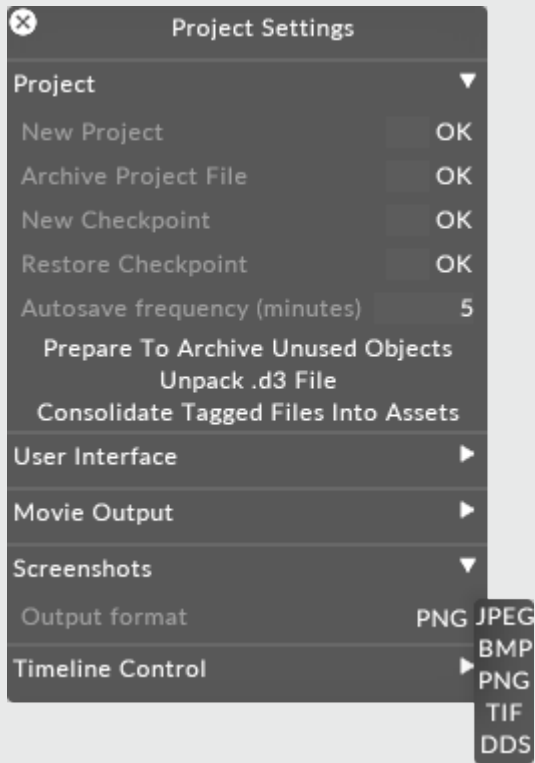 Project Settings
Project
New Project OK
Archive Project File OK
New Checkpoint OK
Restore Checkpoint OK
Autosave frequency (minutes) 5
Prepare To Archive Unused Objects
Unpack .d3 File
Consolidate Tagged Files Into Assets
User Interface
Movie Output
Screenshots
Output format PNG
Timeline Control
JPEG
BMP
PNG
TIF
DDS